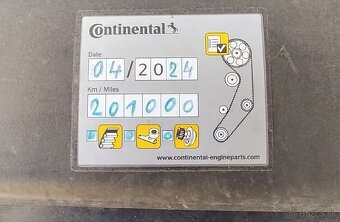 Continental
Date
04/2024
Km / Miles
201000
www.continental-engineparts.com